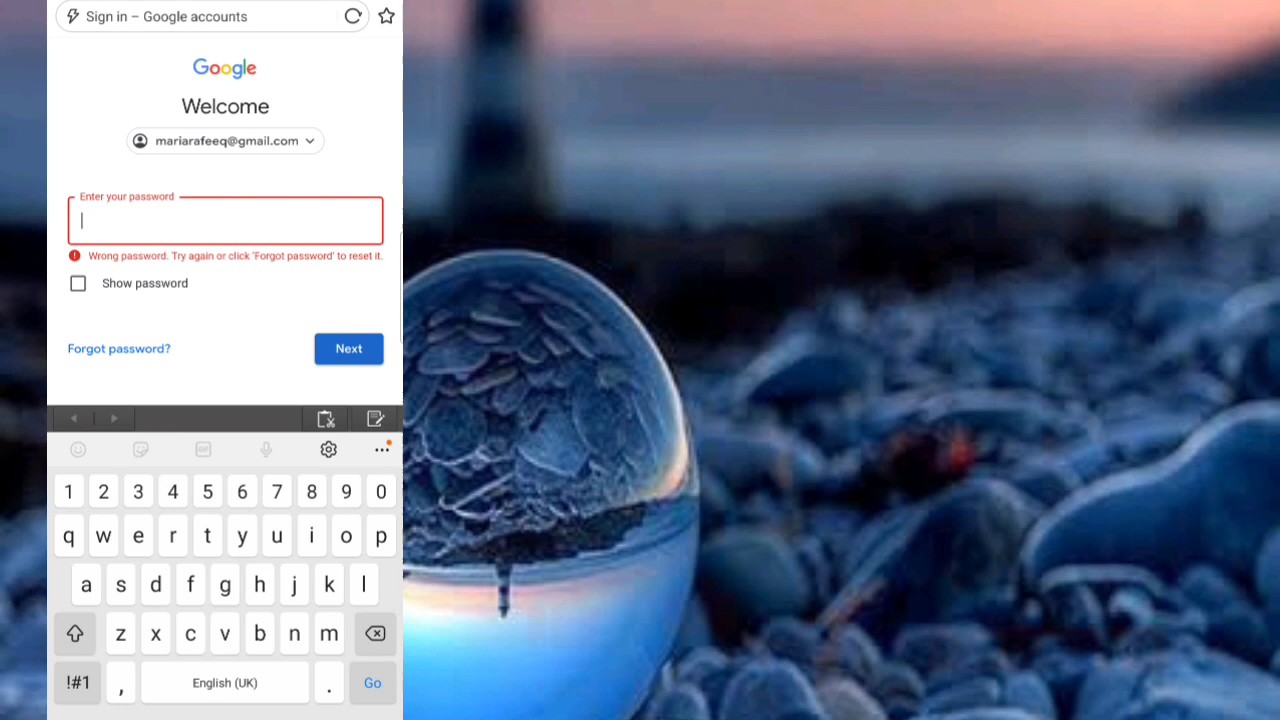 Sign in – Google accounts
Google
Welcome
mariarafeeq@gmail.com
Enter your password
Wrong password. Try again or click 'Forgot password' to reset it.
Show password
Forgot password?
Next
GIF
1 2 3 4 5 6 7 8 9 0
q w e r t y u i o p
a s d f g h j k l
z x c v b n m
!#1 , English (UK) . Go